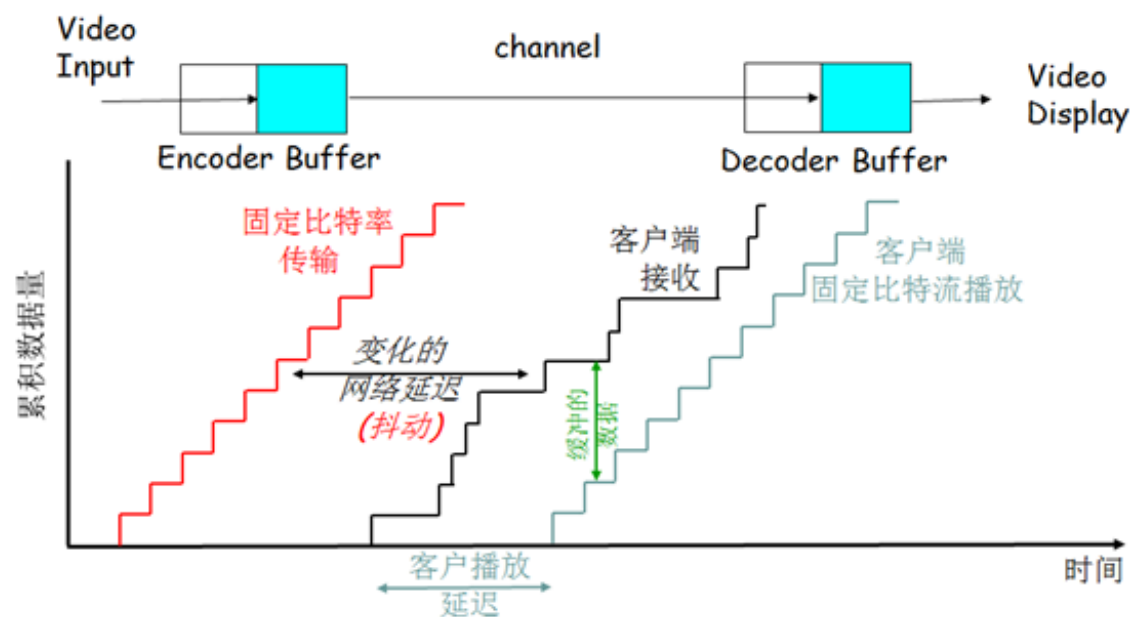 Video
Input
channel
Video
Display
Encoder Buffer
Decoder Buffer
固定比特率
传输
客户端
接收
客户端
固定比特流播放
累积数据量
变化的
网络延迟
(抖动)
缓冲的
数据
客户播放
延迟
时间